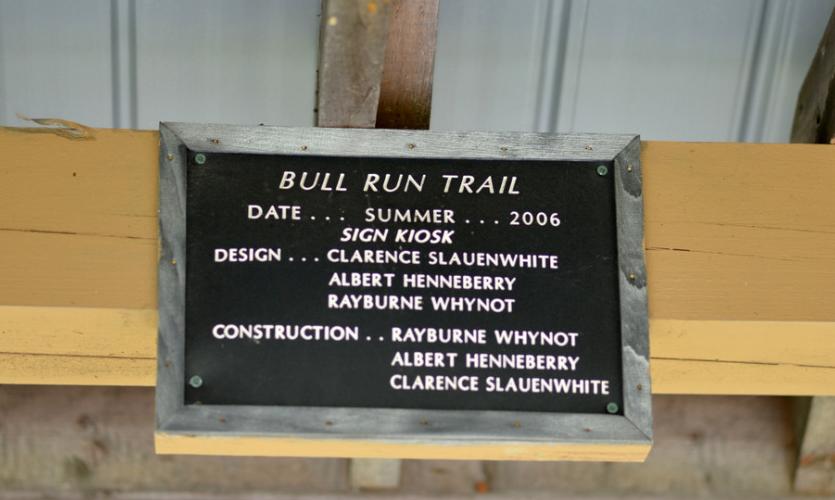 BULL RUN TRAIL
DATE... SUMMER... 2006
SIGN KIOSK
DESIGN... CLARENCE SLAUENWHITE
ALBERT HENNEBERRY
RAYBURNE WHYNOT
CONSTRUCTION.. RAYBURNE WHYNOT
ALBERT HENNEBERRY
CLARENCE SLAUENWHITE